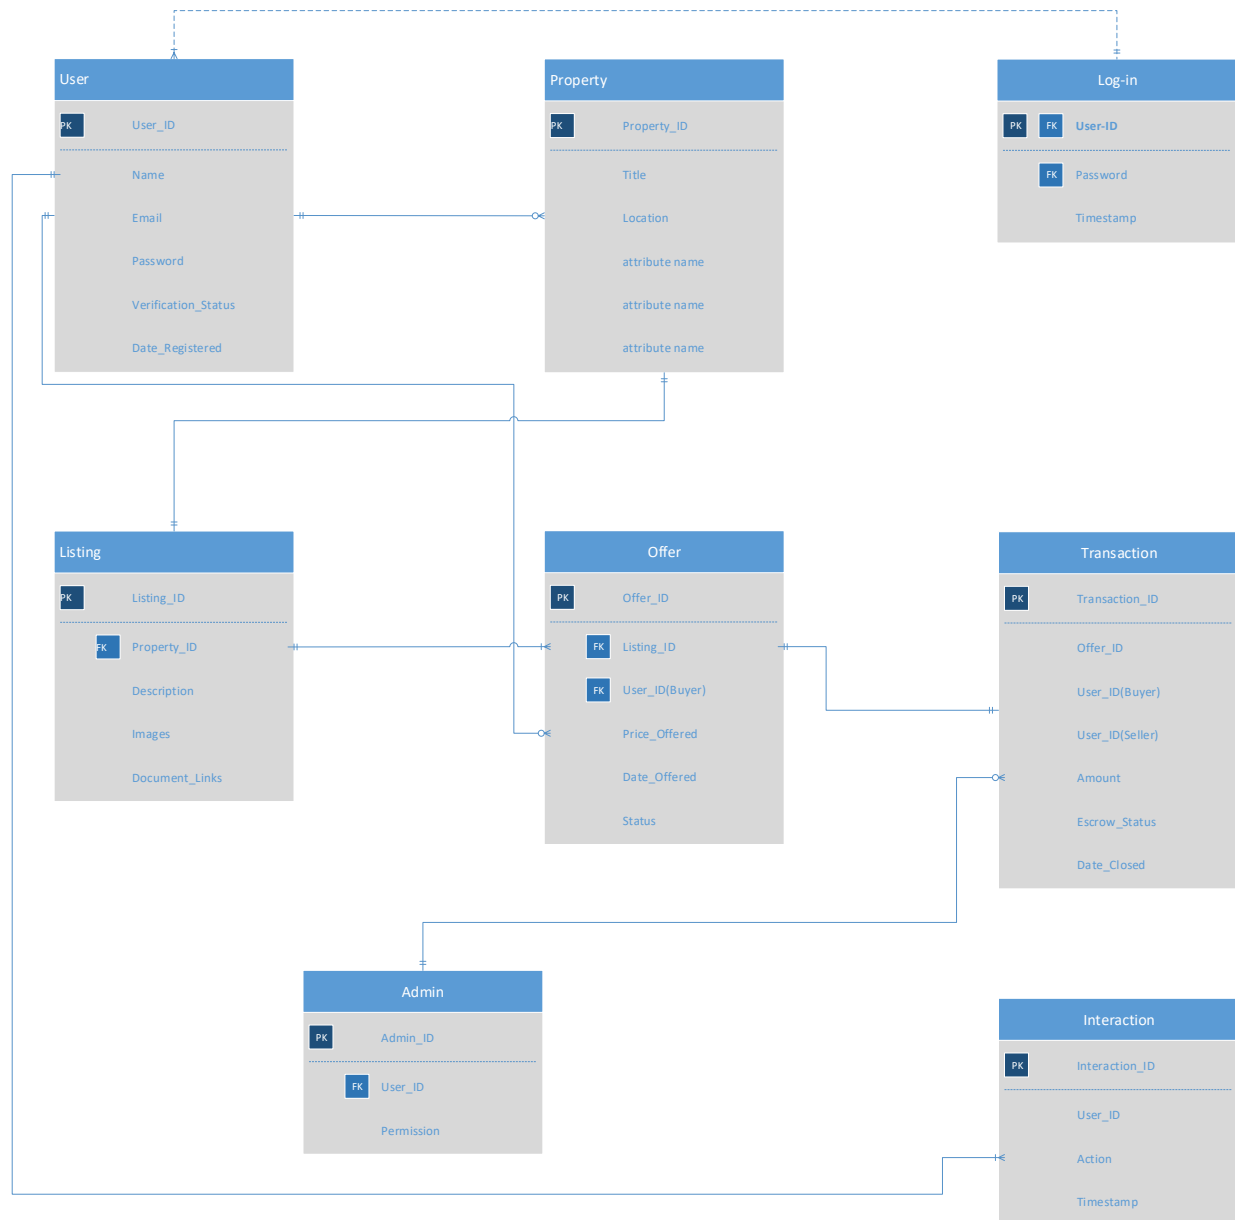 User
PK User_ID
Name
Email
Password
Verification_Status
Date_Registered
Property
PK Property_ID
Title
Location
attribute name
attribute name
attribute name
Log-in
PK FK User-ID
FK Password
Timestamp
Listing
PK Listing_ID
FK Property_ID
Description
Images
Document_Links
Offer
PK Offer_ID
FK Listing_ID
FK User_ID(Buyer)
Price_Offered
Date_Offered
Status
Transaction
PK Transaction_ID
Offer_ID
User_ID(Buyer)
User_ID(Seller)
Amount
Escrow_Status
Date_Closed
Admin
PK Admin_ID
FK User_ID
Permission
Interaction
PK Interaction_ID
User_ID
Action
Timestamp